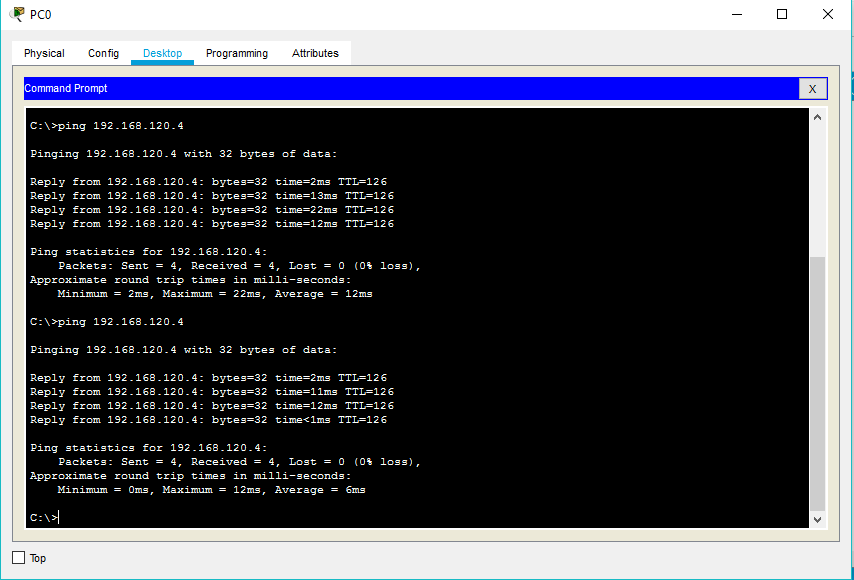 PC0
Physical Config Desktop Programming Attributes
Command Prompt
X
C:\>ping 192.168.120.4
Pinging 192.168.120.4 with 32 bytes of data:
Reply from 192.168.120.4: bytes=32 time=2ms TTL=126
Reply from 192.168.120.4: bytes=32 time=13ms TTL=126
Reply from 192.168.120.4: bytes=32 time=22ms TTL=126
Reply from 192.168.120.4: bytes=32 time=12ms TTL=126
Ping statistics for 192.168.120.4:
    Packets: Sent = 4, Received = 4, Lost = 0 (0% loss),
Approximate round trip times in milli-seconds:
    Minimum = 2ms, Maximum = 22ms, Average = 12ms
C:\>ping 192.168.120.4
Pinging 192.168.120.4 with 32 bytes of data:
Reply from 192.168.120.4: bytes=32 time=2ms TTL=126
Reply from 192.168.120.4: bytes=32 time=11ms TTL=126
Reply from 192.168.120.4: bytes=32 time=12ms TTL=126
Reply from 192.168.120.4: bytes=32 time<1ms TTL=126
Ping statistics for 192.168.120.4:
    Packets: Sent = 4, Received = 4, Lost = 0 (0% loss),
Approximate round trip times in milli-seconds:
    Minimum = 0ms, Maximum = 12ms, Average = 6ms
C:\>
Top